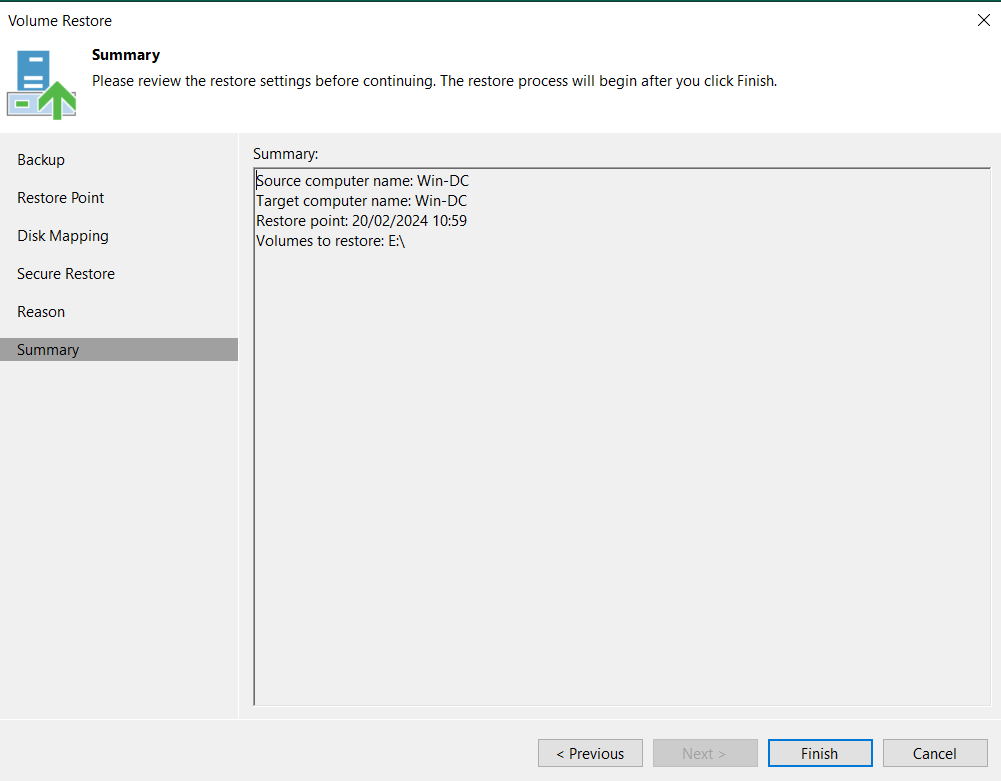 Volume Restore
Summary
Please review the restore settings before continuing. The restore process will begin after you click Finish.
Backup
Restore Point
Disk Mapping
Secure Restore
Reason
Summary
Summary:
Source computer name: Win-DC
Target computer name: Win-DC
Restore point: 20/02/2024 10:59
Volumes to restore: E:\
< Previous
Next >
Finish
Cancel